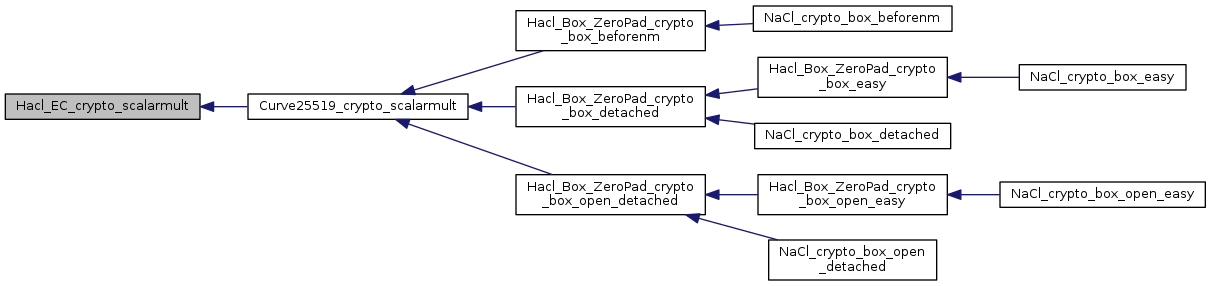 Hacl_EC_crypto_scalarmult
Curve25519_crypto_scalarmult
Hacl_Box_ZeroPad_crypto
_box_beforenm
NaCl_crypto_box_beforenm
Hacl_Box_ZeroPad_crypto
_box_detached
Hacl_Box_ZeroPad_crypto
_box_easy
NaCl_crypto_box_easy
NaCl_crypto_box_detached
Hacl_Box_ZeroPad_crypto
_box_open_detached
Hacl_Box_ZeroPad_crypto
_box_open_easy
NaCl_crypto_box_open_easy
NaCl_crypto_box_open
_detached